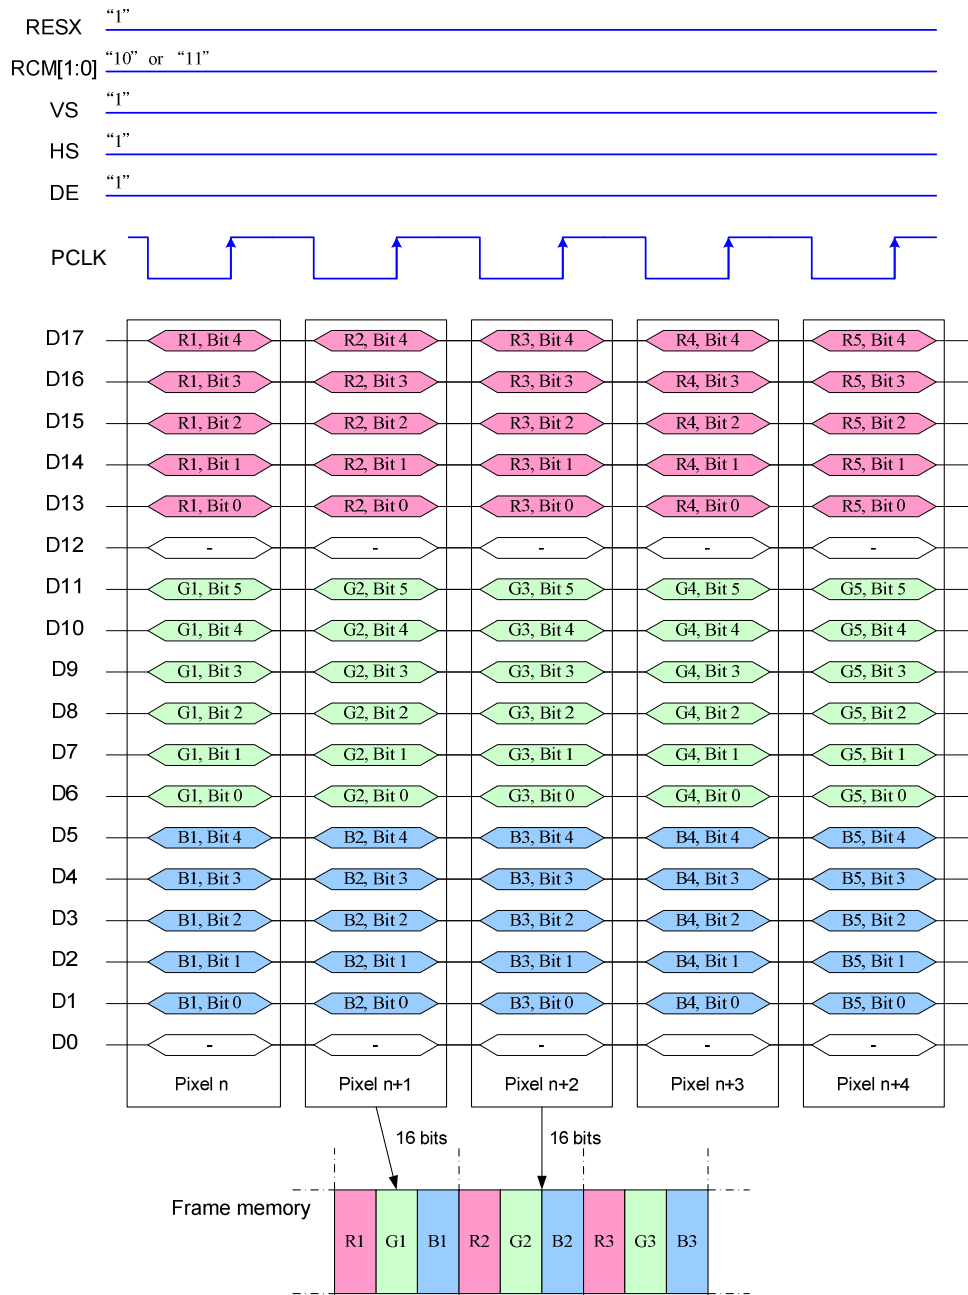 RESX "1"
RCM[1:0] "10" or "11"
VS "1"
HS "1"
DE "1"
PCLK
D17 R1, Bit 4 R2, Bit 4 R3, Bit 4 R4, Bit 4 R5, Bit 4
D16 R1, Bit 3 R2, Bit 3 R3, Bit 3 R4, Bit 3 R5, Bit 3
D15 R1, Bit 2 R2, Bit 2 R3, Bit 2 R4, Bit 2 R5, Bit 2
D14 R1, Bit 1 R2, Bit 1 R3, Bit 1 R4, Bit 1 R5, Bit 1
D13 R1, Bit 0 R2, Bit 0 R3, Bit 0 R4, Bit 0 R5, Bit 0
D12 - - - - -
D11 G1, Bit 5 G2, Bit 5 G3, Bit 5 G4, Bit 5 G5, Bit 5
D10 G1, Bit 4 G2, Bit 4 G3, Bit 4 G4, Bit 4 G5, Bit 4
D9 G1, Bit 3 G2, Bit 3 G3, Bit 3 G4, Bit 3 G5, Bit 3
D8 G1, Bit 2 G2, Bit 2 G3, Bit 2 G4, Bit 2 G5, Bit 2
D7 G1, Bit 1 G2, Bit 1 G3, Bit 1 G4, Bit 1 G5, Bit 1
D6 G1, Bit 0 G2, Bit 0 G3, Bit 0 G4, Bit 0 G5, Bit 0
D5 B1, Bit 4 B2, Bit 4 B3, Bit 4 B4, Bit 4 B5, Bit 4
D4 B1, Bit 3 B2, Bit 3 B3, Bit 3 B4, Bit 3 B5, Bit 3
D3 B1, Bit 2 B2, Bit 2 B3, Bit 2 B4, Bit 2 B5, Bit 2
D2 B1, Bit 1 B2, Bit 1 B3, Bit 1 B4, Bit 1 B5, Bit 1
D1 B1, Bit 0 B2, Bit 0 B3, Bit 0 B4, Bit 0 B5, Bit 0
D0 - - - - -
Pixel n Pixel n+1 Pixel n+2 Pixel n+3 Pixel n+4
16 bits 16 bits
Frame memory
R1 G1 B1 R2 G2 B2 R3 G3 B3